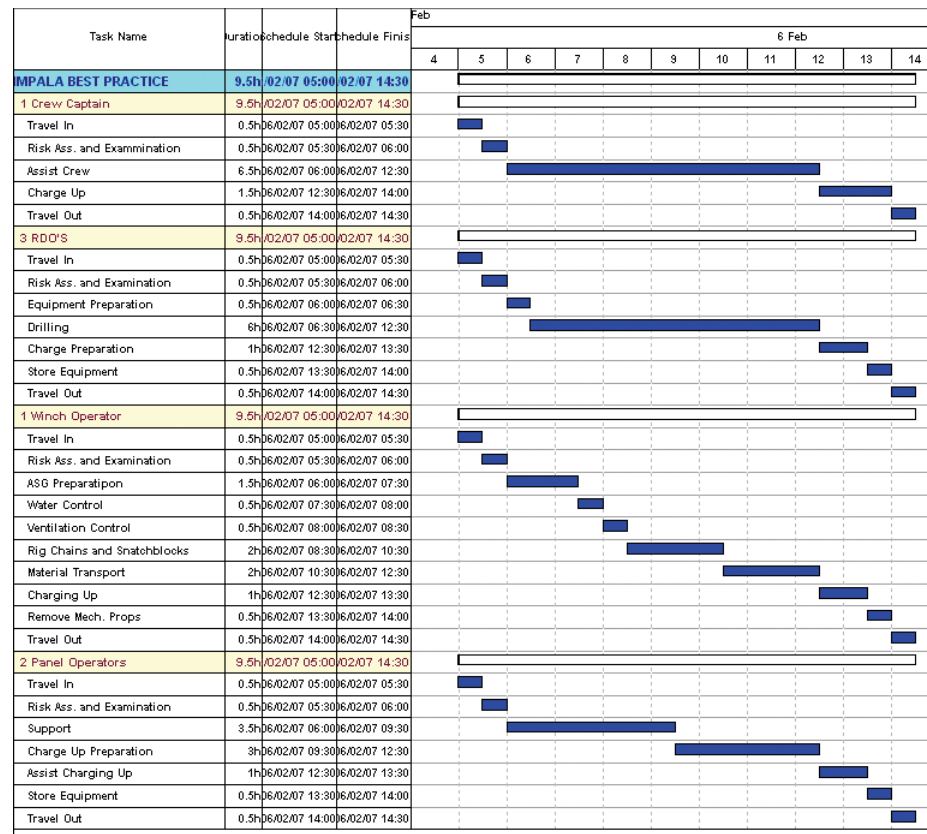 Feb
Task Name uratio chedule Start chedule Finis 6 Feb
4 5 6 7 8 9 10 11 12 13 14
IMPALA BEST PRACTICE 9.5h /02/07 05:00 /02/07 14:30
1 Crew Captain 9.5h /02/07 05:00 /02/07 14:30
Travel In 0.5h 06/02/07 05:00 06/02/07 05:30
Risk Ass. and Exammination 0.5h 06/02/07 05:30 06/02/07 06:00
Assist Crew 6.5h 06/02/07 06:00 06/02/07 12:30
Charge Up 1.5h 06/02/07 12:30 06/02/07 14:00
Travel Out 0.5h 06/02/07 14:00 06/02/07 14:30
3 RDO'S 9.5h /02/07 05:00 /02/07 14:30
Travel In 0.5h 06/02/07 05:00 06/02/07 05:30
Risk Ass. and Examination 0.5h 06/02/07 05:30 06/02/07 06:00
Equipment Preparation 0.5h 06/02/07 06:00 06/02/07 06:30
Drilling 6h 06/02/07 06:30 06/02/07 12:30
Charge Preparation 1h 06/02/07 12:30 06/02/07 13:30
Store Equipment 0.5h 06/02/07 13:30 06/02/07 14:00
Travel Out 0.5h 06/02/07 14:00 06/02/07 14:30
1 Winch Operator 9.5h /02/07 05:00 /02/07 14:30
Travel In 0.5h 06/02/07 05:00 06/02/07 05:30
Risk Ass. and Examination 0.5h 06/02/07 05:30 06/02/07 06:00
ASG Preparatipon 1.5h 06/02/07 06:00 06/02/07 07:30
Water Control 0.5h 06/02/07 07:30 06/02/07 08:00
Ventilation Control 0.5h 06/02/07 08:00 06/02/07 08:30
Rig Chains and Snatchblocks 2h 06/02/07 08:30 06/02/07 10:30
Material Transport 2h 06/02/07 10:30 06/02/07 12:30
Charging Up 1h 06/02/07 12:30 06/02/07 13:30
Remove Mech. Props 0.5h 06/02/07 13:30 06/02/07 14:00
Travel Out 0.5h 06/02/07 14:00 06/02/07 14:30
2 Panel Operators 9.5h /02/07 05:00 /02/07 14:30
Travel In 0.5h 06/02/07 05:00 06/02/07 05:30
Risk Ass. and Examination 0.5h 06/02/07 05:30 06/02/07 06:00
Support 3.5h 06/02/07 06:00 06/02/07 09:30
Charge Up Preparation 3h 06/02/07 09:30 06/02/07 12:30
Assist Charging Up 1h 06/02/07 12:30 06/02/07 13:30
Store Equipment 0.5h 06/02/07 13:30 06/02/07 14:00
Travel Out 0.5h 06/02/07 14:00 06/02/07 14:30